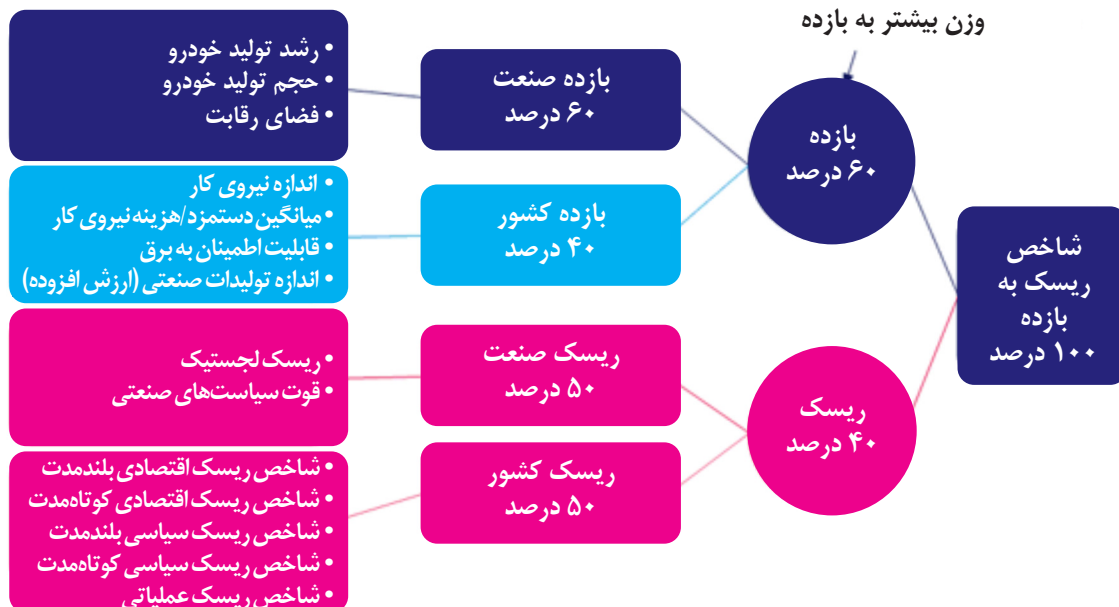 وزن بیشتر به بازده
شاخص
ریسک به
بازده
۱۰۰ درصد
بازده
۶۰ درصد
بازده صنعت
۶۰ درصد
• رشد تولید خودرو
• حجم تولید خودرو
• فضای رقابت
بازده کشور
۴۰ درصد
• اندازه نیروی کار
• میانگین دستمزد/هزینه نیروی کار
• قابلیت اطمینان به برق
• اندازه تولیدات صنعتی (ارزش افزوده)
ریسک
۴۰ درصد
ریسک صنعت
۵۰ درصد
• ریسک لجستیک
• قوت سیاست‌های صنعتی
ریسک کشور
۵۰ درصد
• شاخص ریسک اقتصادی بلندمدت
• شاخص ریسک اقتصادی کوتاه‌مدت
• شاخص ریسک سیاسی بلندمدت
• شاخص ریسک سیاسی کوتاه‌مدت
• شاخص ریسک عملیاتی